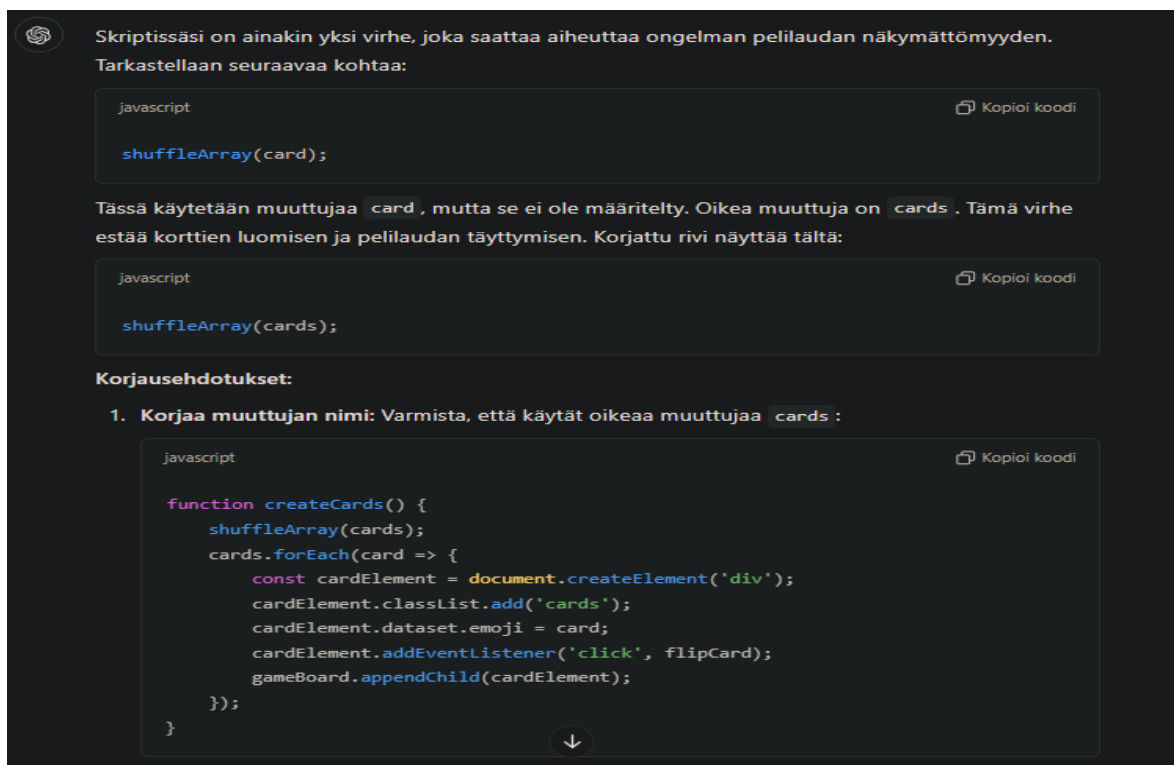 Skriptissäsi on ainakin yksi virhe, joka saattaa aiheuttaa ongelman pelilaudan näkymättömyyden.
Tarkastellaan seuraavaa kohtaa:
javascript
Kopioi koodi
shuffleArray(card);
Tässä käytetään muuttujaa card, mutta se ei ole määritelty. Oikea muuttuja on cards. Tämä virhe
estää korttien luomisen ja pelilaudan täyttymisen. Korjattu rivi näyttää tältä:
javascript
Kopioi koodi
shuffleArray(cards);
Korjausehdotukset:
1. Korjaa muuttujan nimi: Varmista, että käytät oikeaa muuttujaa cards:
javascript
Kopioi koodi
function createCards() {
    shuffleArray(cards);
    cards.forEach(card => {
        const cardElement = document.createElement('div');
        cardElement.classList.add('cards');
        cardElement.dataset.emoji = card;
        cardElement.addEventListener('click', flipCard);
        gameBoard.appendChild(cardElement);
    });
}